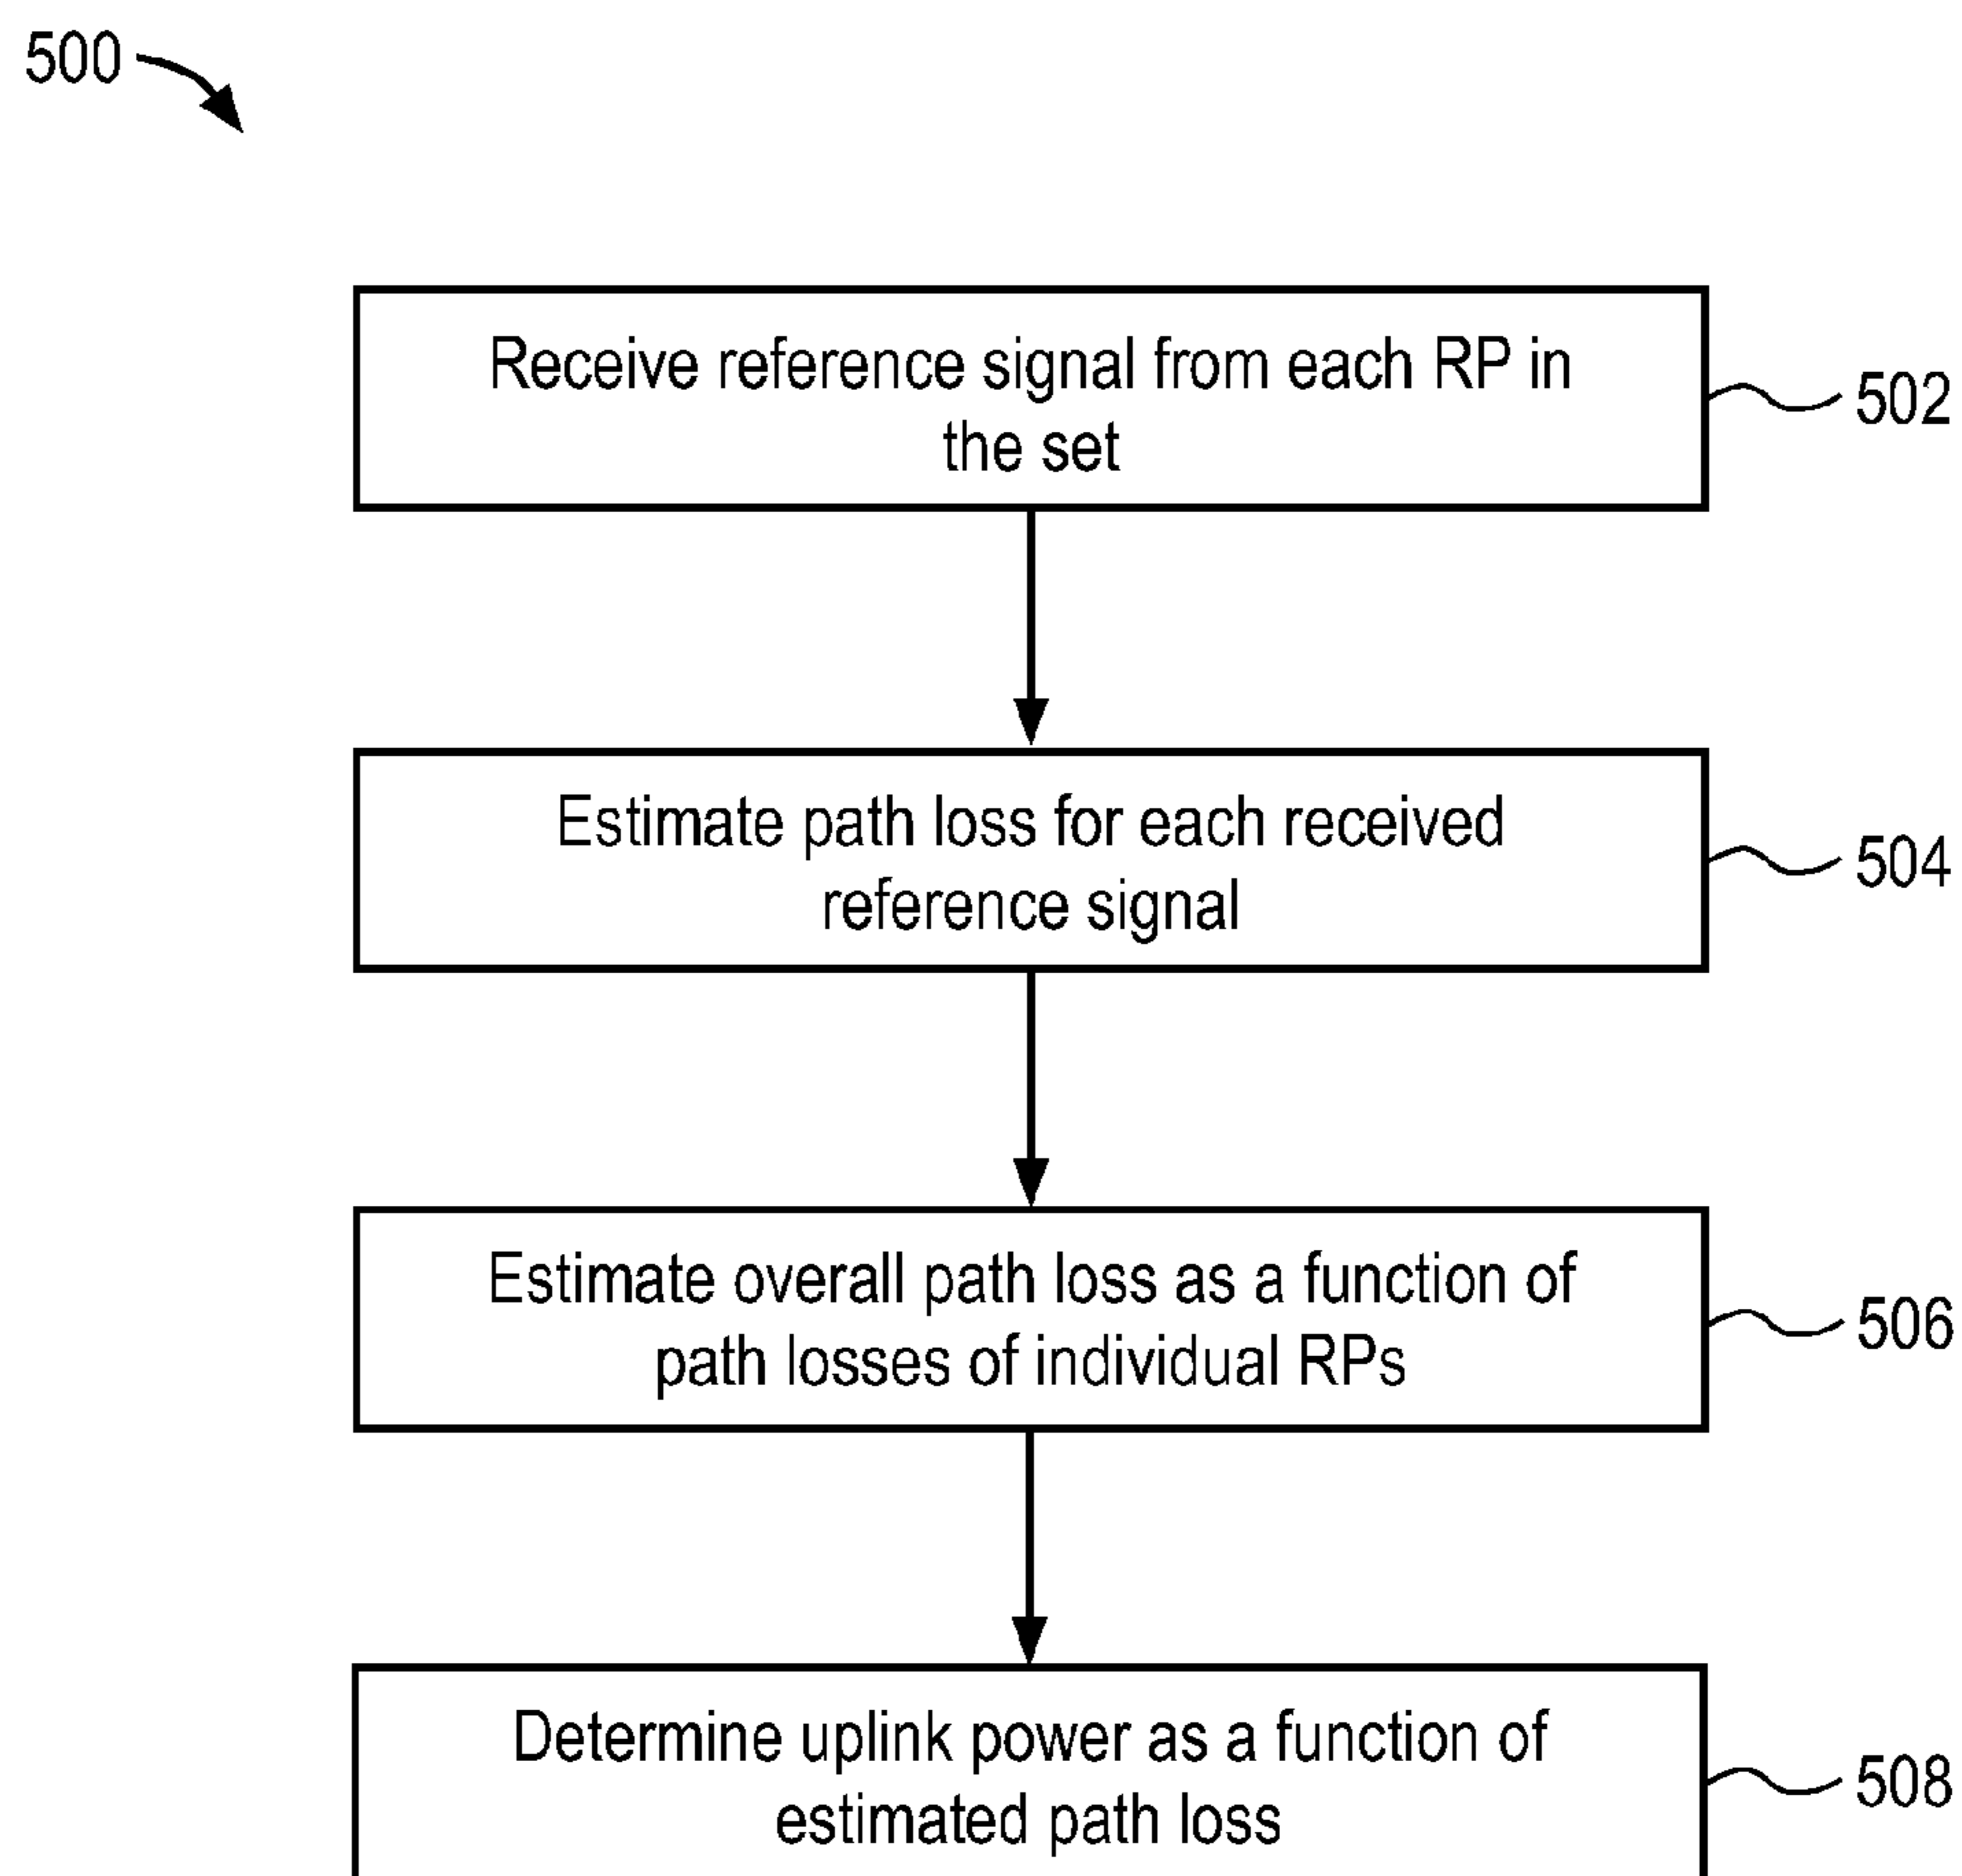 500
Receive reference signal from each RP in
the set
502
Estimate path loss for each received
reference signal
504
Estimate overall path loss as a function of
path losses of individual RPs
506
Determine uplink power as a function of
estimated path loss
508